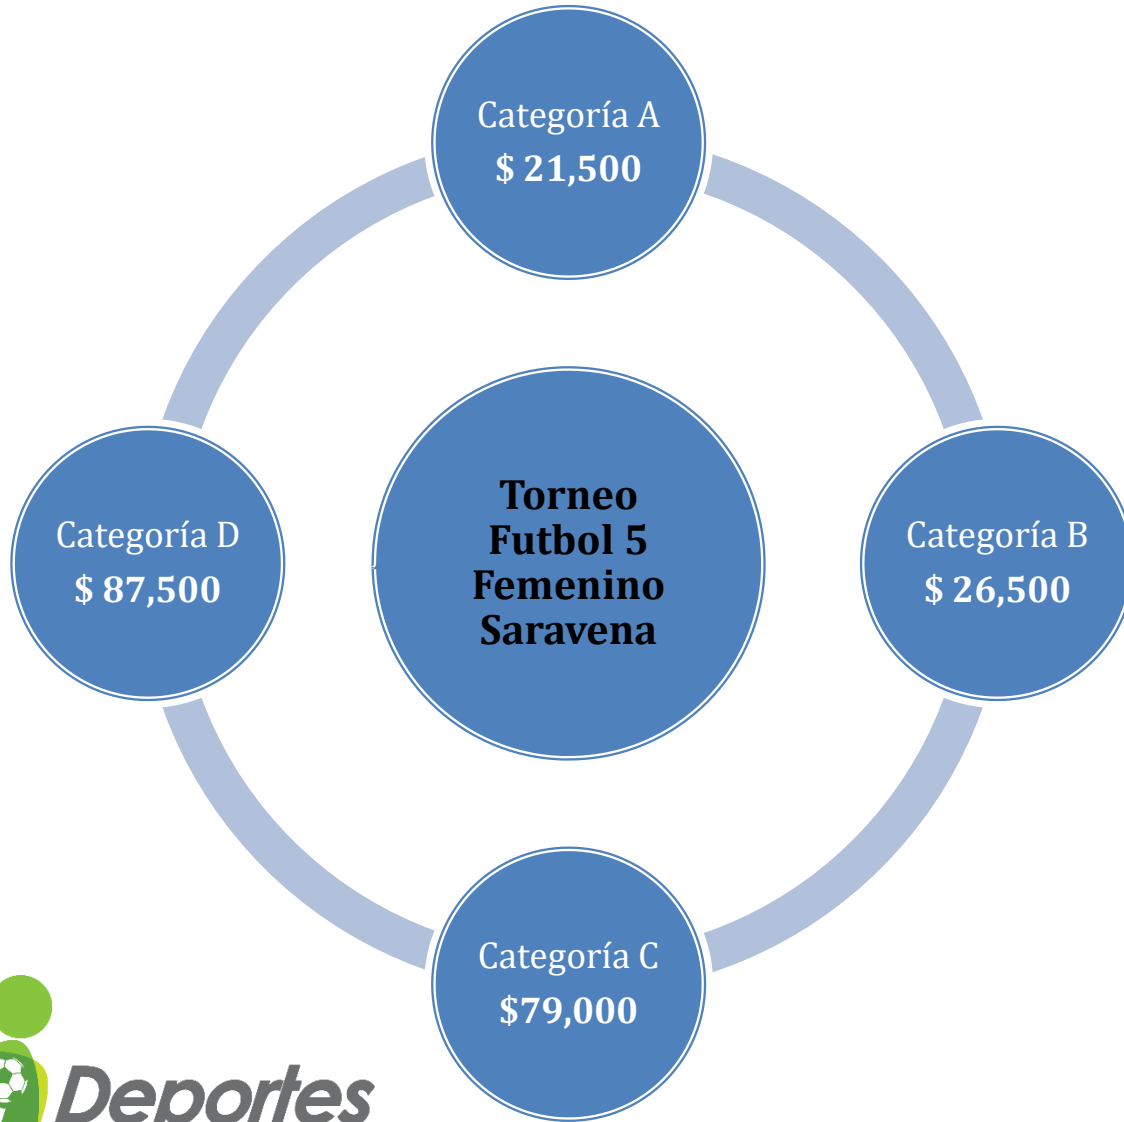 Categoría A
$ 21,500
Categoría D
$ 87,500
Torneo
Futbol 5
Femenino
Saravena
Categoría B
$ 26,500
Categoría C
$79,000
Deportes